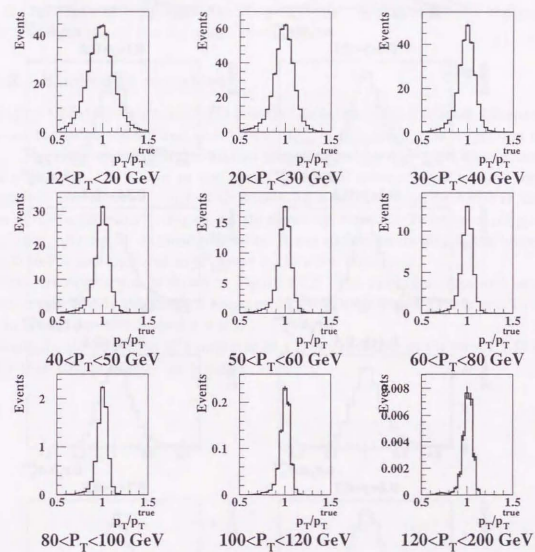 Events Events Events
40 60 40
20 40 20
20
0 0 0
0.5 1.0 1.5 0.5 1.0 1.5 0.5 1.0 1.5
p_T/p_T^true p_T/p_T^true p_T/p_T^true
12<P_T<20 GeV 20<P_T<30 GeV 30<P_T<40 GeV
Events Events Events
30 15 10
20 10 5
10 5
0 0 0
0.5 1.0 1.5 0.5 1.0 1.5 0.5 1.0 1.5
p_T/p_T^true p_T/p_T^true p_T/p_T^true
40<P_T<50 GeV 50<P_T<60 GeV 60<P_T<80 GeV
Events Events Events
2 0.2 0.008
1 0.1 0.006
0.004
0.002
0 0
0.5 1.0 1.5 0.5 1.0 1.5 0.5 1.0 1.5
p_T/p_T^true p_T/p_T^true p_T/p_T^true
80<P_T<100 GeV 100<P_T<120 GeV 120<P_T<200 GeV